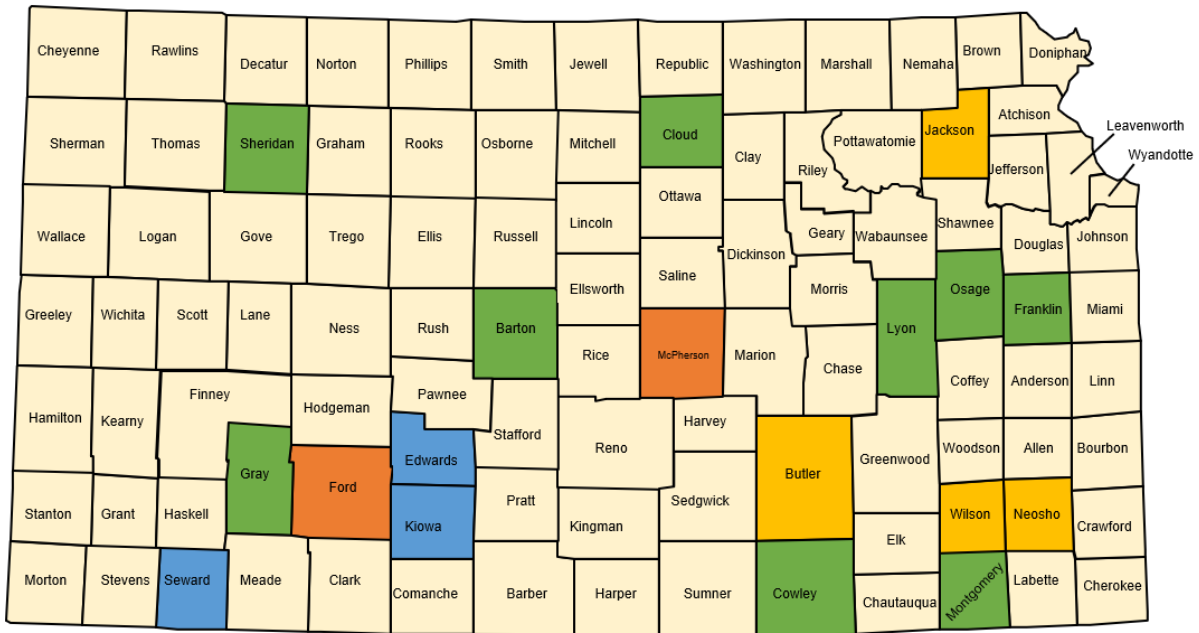 Cheyenne
Rawlins
Decatur
Norton
Phillips
Smith
Jewell
Republic
Washington
Marshall
Nemaha
Brown
Doniphan
Sherman
Thomas
Sheridan
Graham
Rooks
Osborne
Mitchell
Cloud
Clay
Riley
Pottawatomie
Jackson
Atchison
Jefferson
Leavenworth
Wyandotte
Wallace
Logan
Gove
Trego
Ellis
Russell
Lincoln
Ottawa
Saline
Dickinson
Geary
Wabaunsee
Shawnee
Douglas
Johnson
Greeley
Wichita
Scott
Lane
Ness
Rush
Barton
Ellsworth
Rice
McPherson
Marion
Morris
Chase
Lyon
Osage
Franklin
Miami
Hamilton
Kearny
Finney
Hodgeman
Pawnee
Stafford
Reno
Harvey
Coffey
Anderson
Linn
Gray
Ford
Edwards
Kiowa
Pratt
Kingman
Sedgwick
Butler
Greenwood
Woodson
Allen
Bourbon
Stanton
Grant
Haskell
Wilson
Neosho
Crawford
Elk
Morton
Stevens
Seward
Meade
Clark
Comanche
Barber
Harper
Sumner
Cowley
Chautauqua
Montgomery
Labette
Cherokee